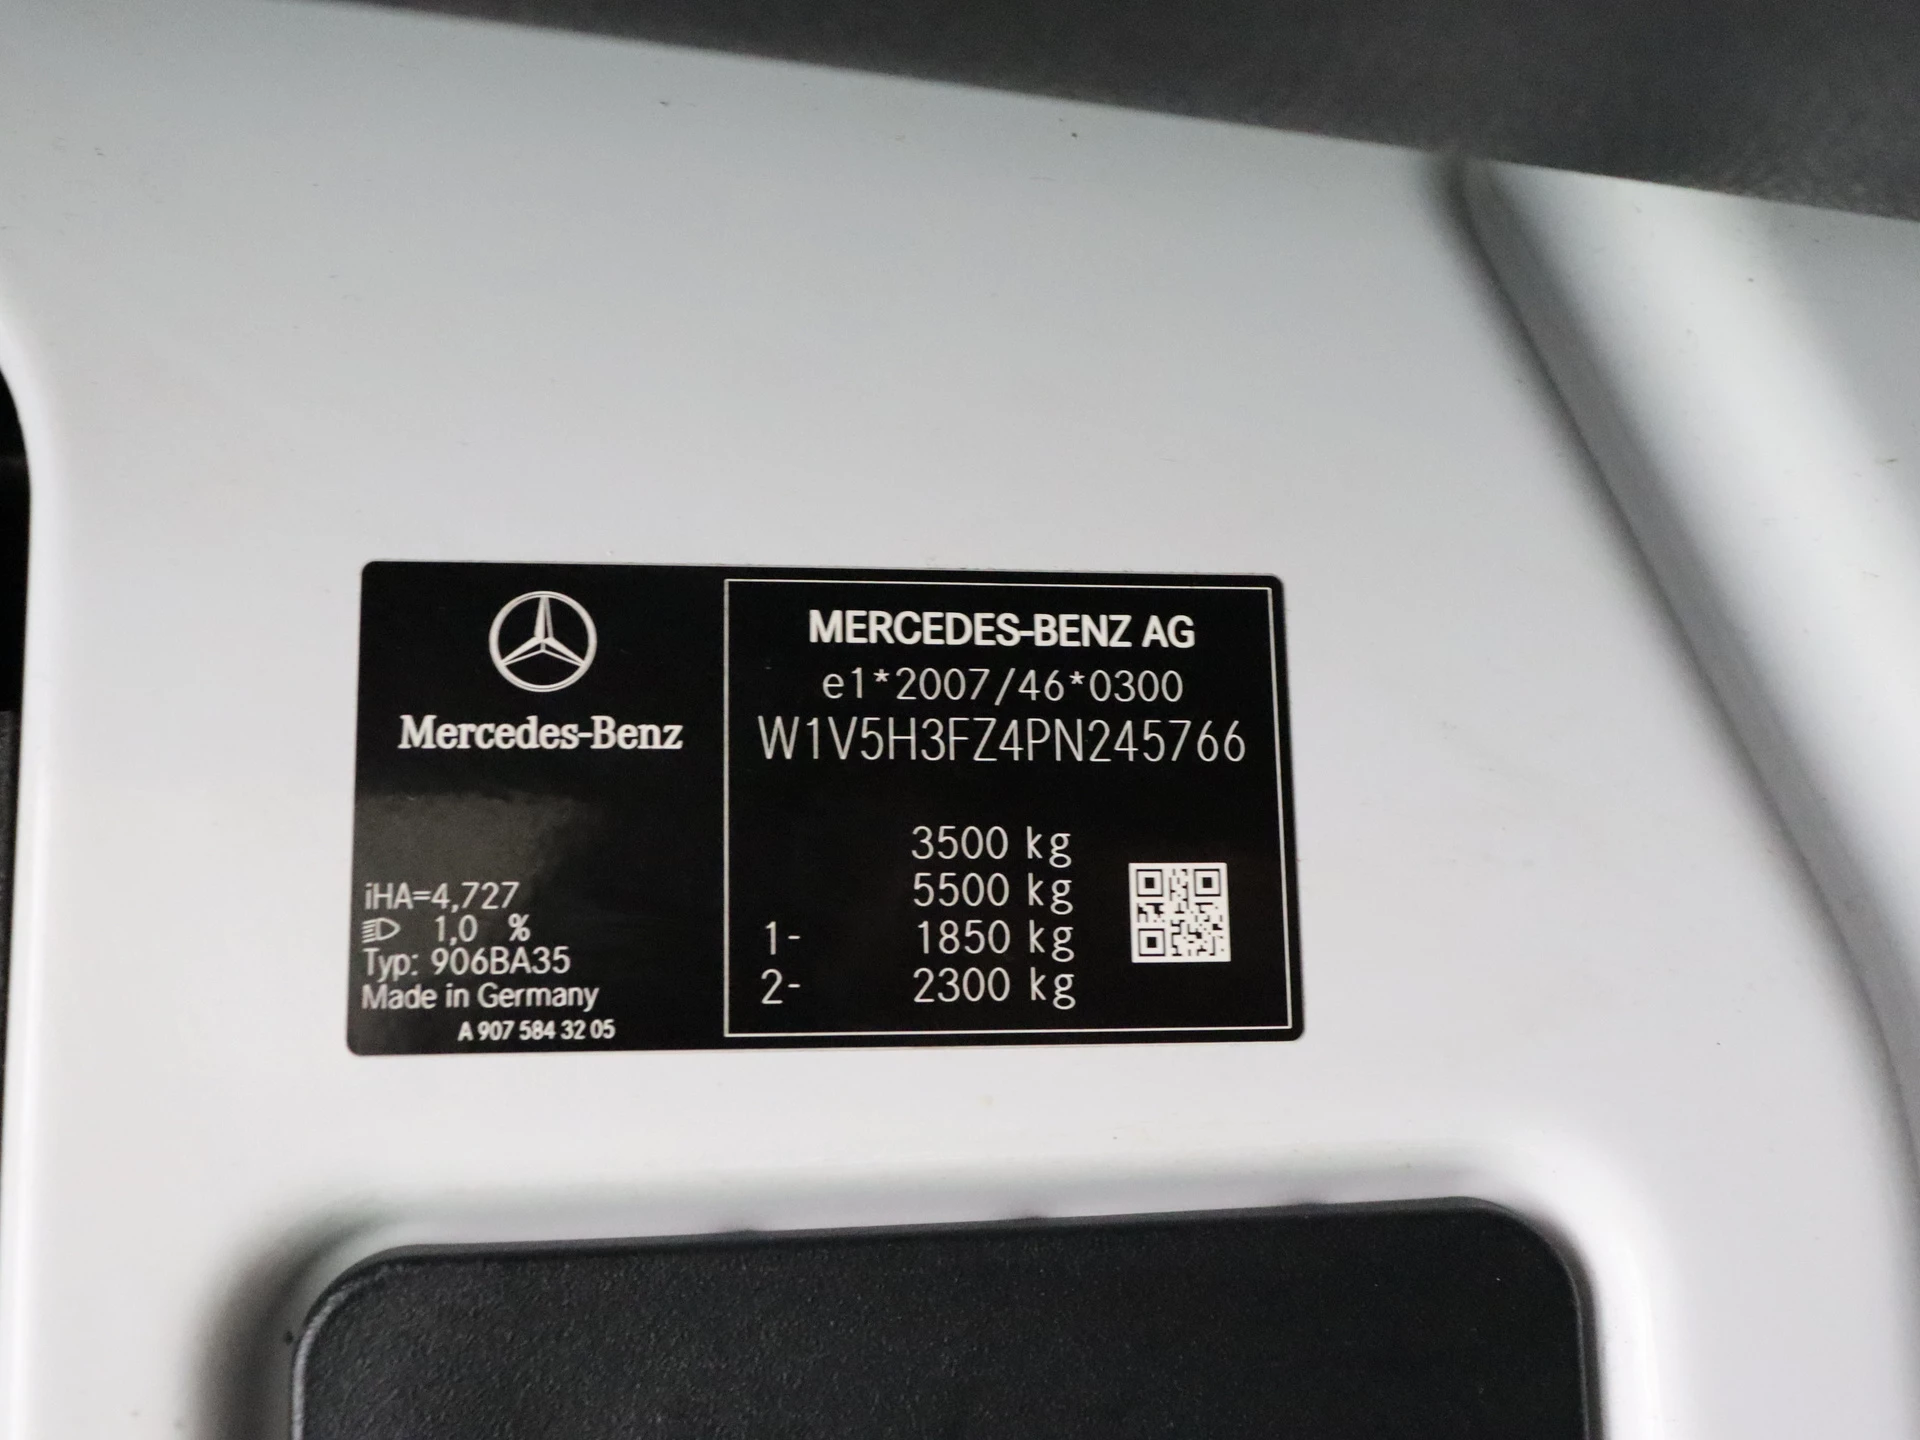 Mercedes-Benz
iHA=4,727
1,0 %
Typ: 906BA35
Made in Germany
A 907 584 32 05
MERCEDES-BENZ AG
e1*2007/46*0300
W1V5H3FZ4PN245766
3500 kg
5500 kg
1- 1850 kg
2- 2300 kg